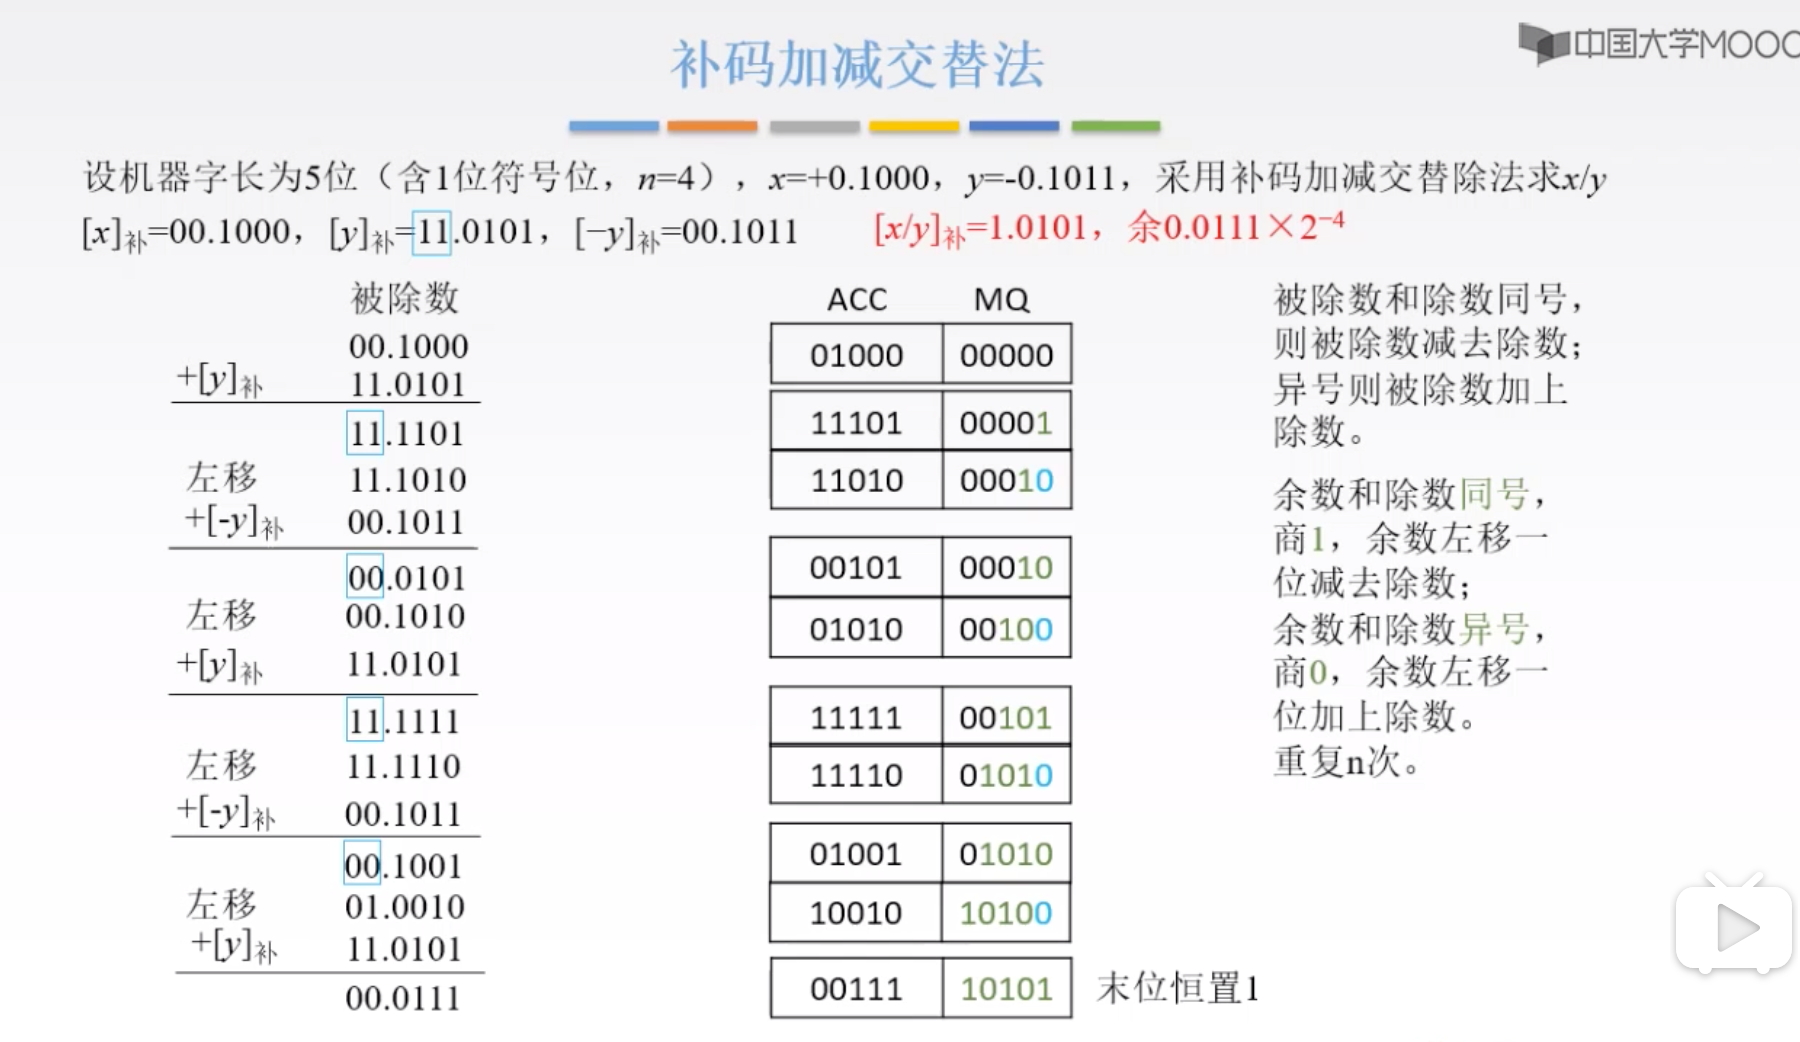 补码加减交替法
中国大学MOOC
设机器字长为5位（含1位符号位，n=4），x=+0.1000，y=-0.1011，采用补码加减交替除法求x/y
[x]补=00.1000，[y]补=11.0101，[−y]补=00.1011
[x/y]补=1.0101，余0.0111×2⁻⁴
被除数
00.1000
+[y]补 11.0101
11.1101
左移 11.1010
+[-y]补 00.1011
00.0101
左移 00.1010
+[y]补 11.0101
11.1111
左移 11.1110
+[-y]补 00.1011
00.1001
左移 01.0010
+[y]补 11.0101
00.0111
ACC MQ
01000 00000
11101 00001
11010 00010
00101 00010
01010 00100
11111 00101
11110 01010
01001 01010
10010 10100
00111 10101 末位恒置1
被除数和除数同号，
则被除数减去除数；
异号则被除数加上
除数。
余数和除数同号，
商1，余数左移一
位减去除数；
余数和除数异号，
商0，余数左移一
位加上除数。
重复n次。